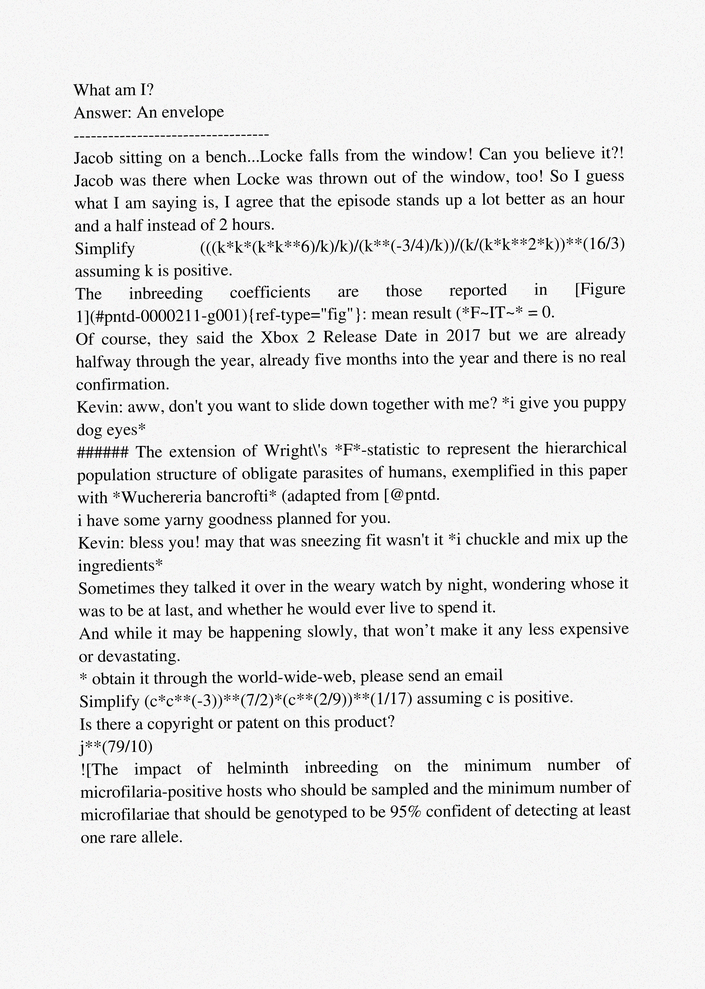 What am I?
Answer: An envelope
----------------------------------
Jacob sitting on a bench...Locke falls from the window! Can you believe it?!
Jacob was there when Locke was thrown out of the window, too! So I guess
what I am saying is, I agree that the episode stands up a lot better as an hour
and a half instead of 2 hours.
Simplify (((k*k*(k*k**6)/k)/k)/(k**(-3/4)/k))/(k/(k*k**2*k))**(16/3)
assuming k is positive.
The inbreeding coefficients are those reported in [Figure
1](#pntd-0000211-g001){ref-type="fig"}: mean result (*F~IT~* = 0.
Of course, they said the Xbox 2 Release Date in 2017 but we are already
halfway through the year, already five months into the year and there is no real
confirmation.
Kevin: aww, don't you want to slide down together with me? *i give you puppy
dog eyes*
###### The extension of Wright\'s *F*-statistic to represent the hierarchical
population structure of obligate parasites of humans, exemplified in this paper
with *Wuchereria bancrofti* (adapted from [@pntd.
i have some yarny goodness planned for you.
Kevin: bless you! may that was sneezing fit wasn't it *i chuckle and mix up the
ingredients*
Sometimes they talked it over in the weary watch by night, wondering whose it
was to be at last, and whether he would ever live to spend it.
And while it may be happening slowly, that won’t make it any less expensive
or devastating.
* obtain it through the world-wide-web, please send an email
Simplify (c*c**(-3))**(7/2)*(c**(2/9))**(1/17) assuming c is positive.
Is there a copyright or patent on this product?
j**(79/10)
![The impact of helminth inbreeding on the minimum number of
microfilaria-positive hosts who should be sampled and the minimum number of
microfilariae that should be genotyped to be 95% confident of detecting at least
one rare allele.